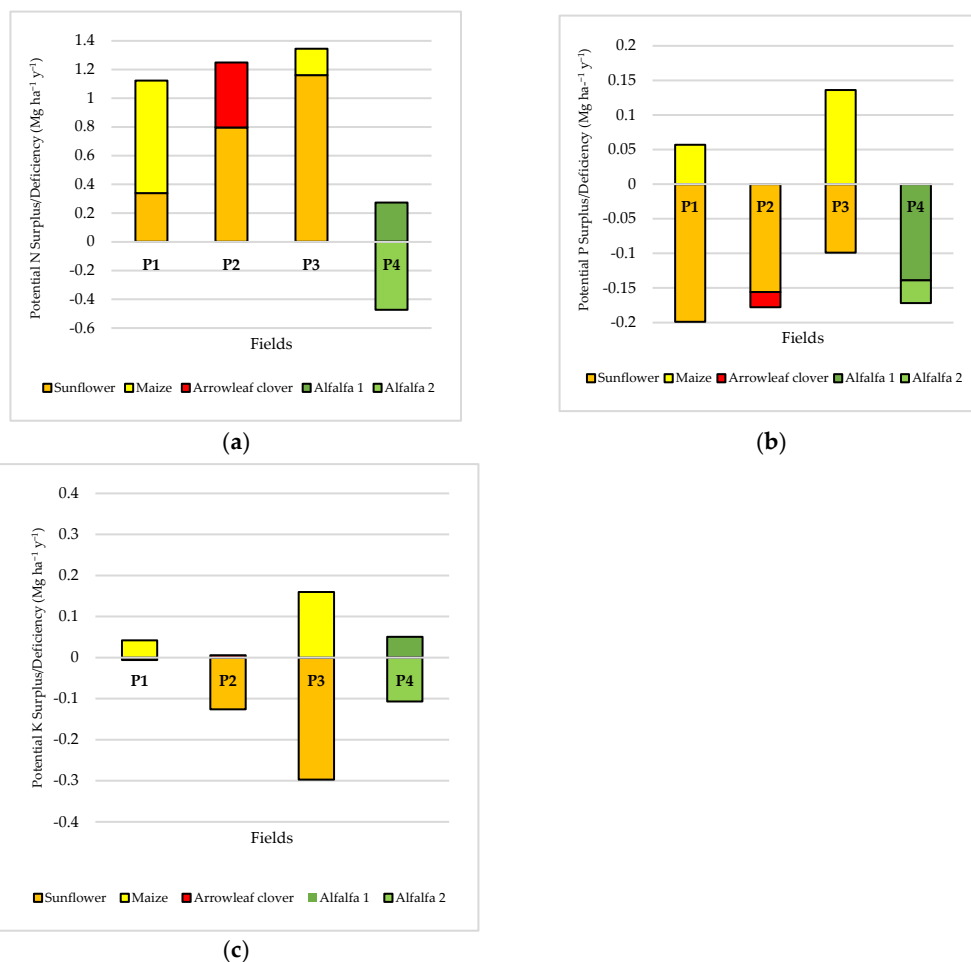 Potential N Surplus/Deficiency (Mg ha⁻¹ y⁻¹)
1.4
1.2
1
0.8
0.6
0.4
0.2
0
-0.2
-0.4
-0.6
P1
P2
P3
P4
Fields
Sunflower Maize Arrowleaf clover Alfalfa 1 Alfalfa 2
(a)
Potential P Surplus/Deficiency (Mg ha-⁻¹ y⁻¹)
0.2
0.15
0.1
0.05
0
-0.05
-0.1
-0.15
-0.2
P1
P2
P3
P4
Fields
Sunflower Maize Arrowleaf clover Alfalfa 1 Alfalfa 2
(b)
Potential K Surplus/Deficiency (Mg ha⁻¹ y⁻¹)
0.4
0.3
0.2
0.1
0
-0.1
-0.2
-0.3
-0.4
P1
P2
P3
P4
Fields
Sunflower Maize Arrowleaf clover Alfalfa 1 Alfalfa 2
(c)